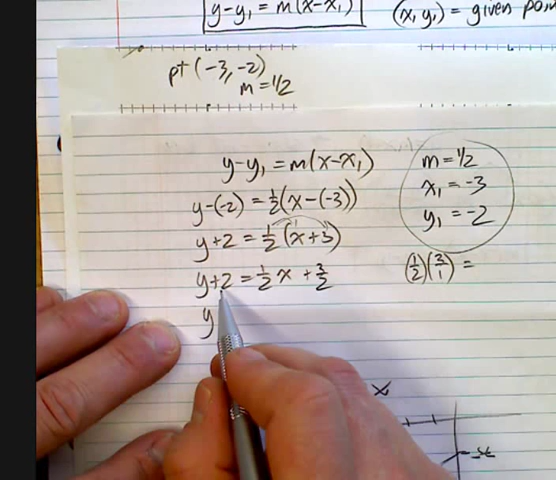 y-y₁ = m(x-x₁)
(x, y₁) = given poin
pt (-3, -2)
m = 1/2
y-y₁ = m(x-x₁)
y-(-2) = 1/2(x-(-3))
y+2 = 1/2(x+3)
y+2 = 1/2 x + 3/2
y
m = 1/2
x₁ = -3
y₁ = -2
(1/2)(3/1) =
x